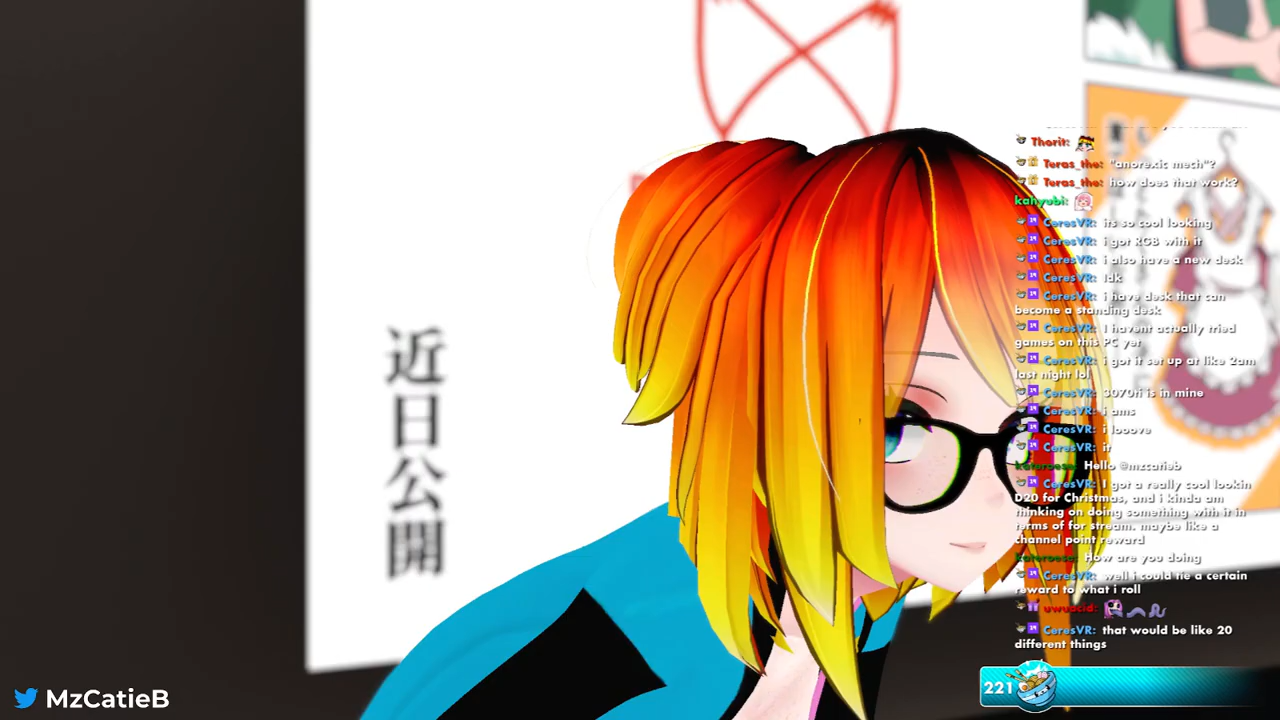 近日公開
Thorit:
Teras_the: "anorexic mech"?
Teras_the: how does that work?
kahyubi:
CeresVR: its so cool looking
CeresVR: i got RGB with it
CeresVR: i also have a new desk
CeresVR: Idk
CeresVR: i have desk that can
become a standing desk
CeresVR: I havent actually tried
games on this PC yet
CeresVR: i got it set up at like 2am
last night lol
CeresVR: 3070ti is in mine
CeresVR: i ams
CeresVR: i looove
CeresVR: it
Kateroese: Hello @mzcatieb
CeresVR: I got a really cool lookin
D20 for Christmas, and i kinda am
thinking on doing something with it in
terms of for stream. maybe like a
channel point reward
Kateroese: How are you doing
CeresVR: well i could tie a certain
reward to what i roll
uwuacid:
CeresVR: that would be like 20
different things
221
MzCatieB